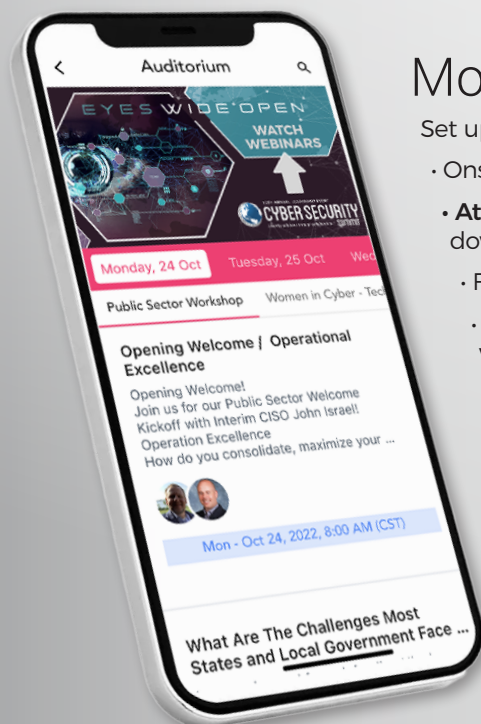 Auditorium
EYES WIDE OPEN
WATCH
WEBINARS
CYBER SECURITY
summit
Monday, 24 Oct Tuesday, 25 Oct Wed
Public Sector Workshop Women in Cyber - Tec
Opening Welcome / Operational
Excellence
Opening Welcome!
Join us for our Public Sector Welcome
Kickoff with Interim CISO John Israel!
Operation Excellence
How do you consolidate, maximize your ...
Mon - Oct 24, 2022, 8:00 AM (CST)
What Are The Challenges Most
States and Local Government Face ...
Mo
Set u
· Ons
· At
do